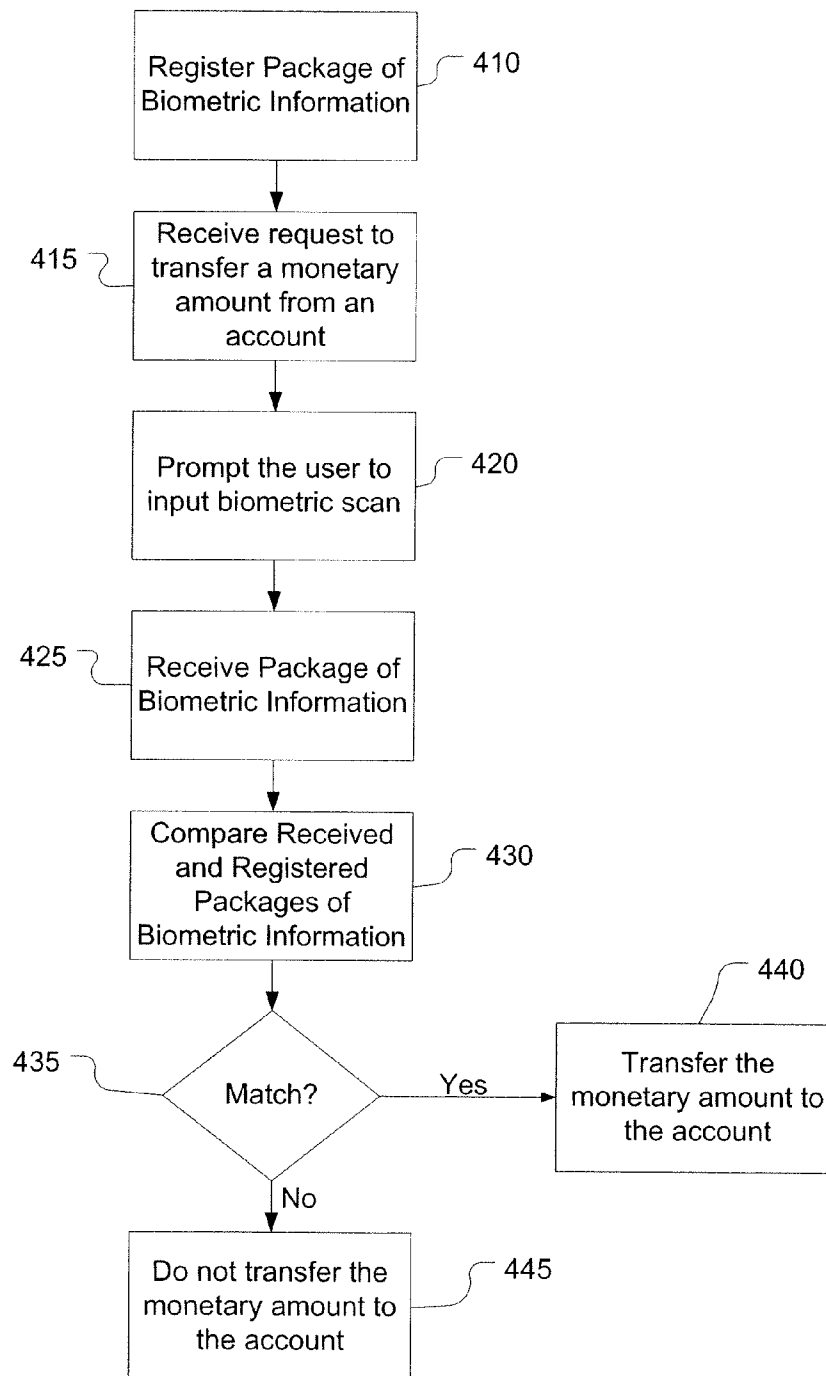 Register Package of
Biometric Information
410
Receive request to
transfer a monetary
amount from an
account
415
Prompt the user to
input biometric scan
420
Receive Package of
Biometric Information
425
Compare Received
and Registered
Packages of
Biometric Information
430
Match?
435
Yes
Transfer the
monetary amount to
the account
440
No
Do not transfer the
monetary amount to
the account
445